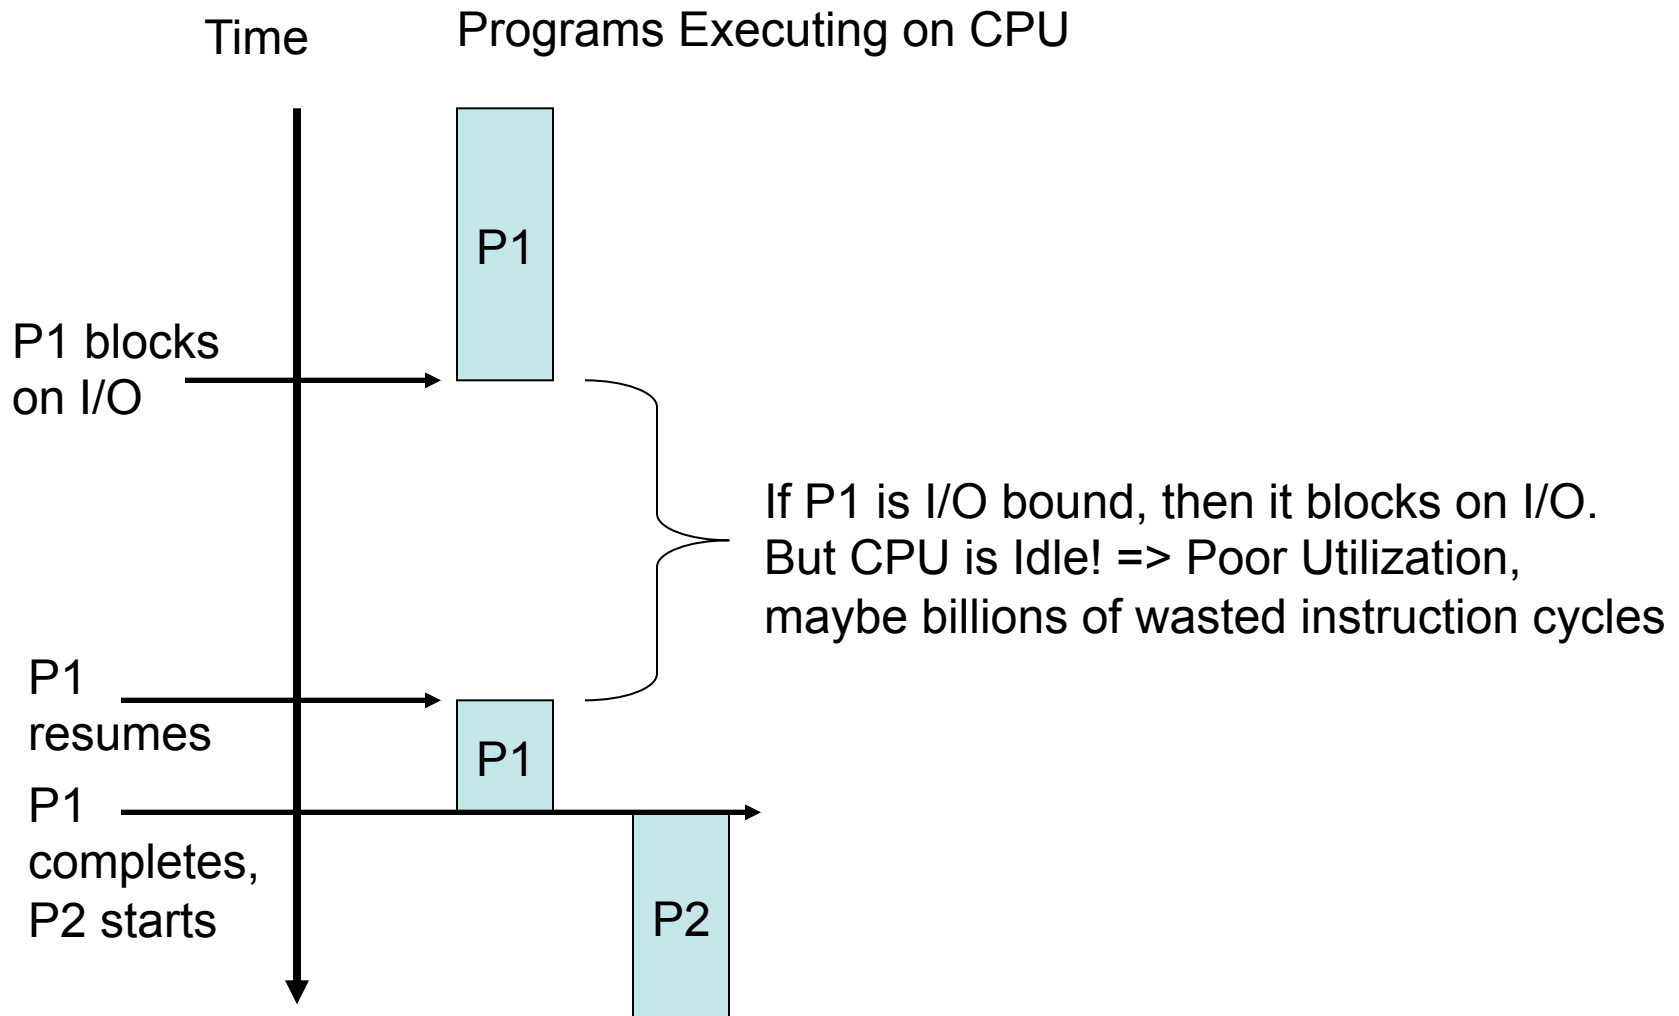 Time
Programs Executing on CPU
P1
P1 blocks
on I/O
If P1 is I/O bound, then it blocks on I/O.
But CPU is Idle! => Poor Utilization,
maybe billions of wasted instruction cycles
P1
resumes
P1
P1
completes,
P2 starts
P2